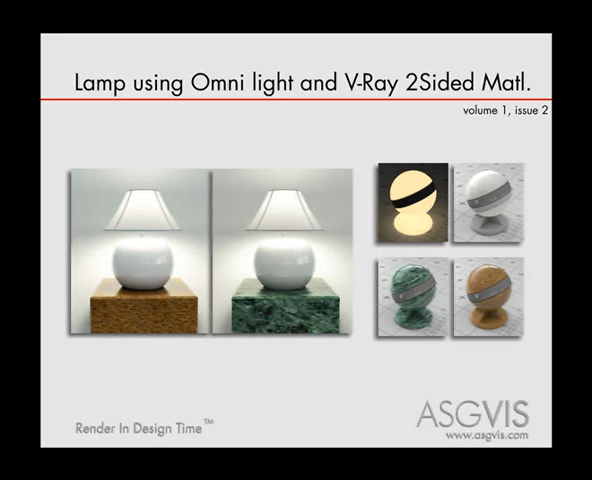 Lamp using Omni light and V-Ray 2Sided Matl.
volume 1, issue 2
Render In Design Time™
ASGVIS
www.asgvis.com